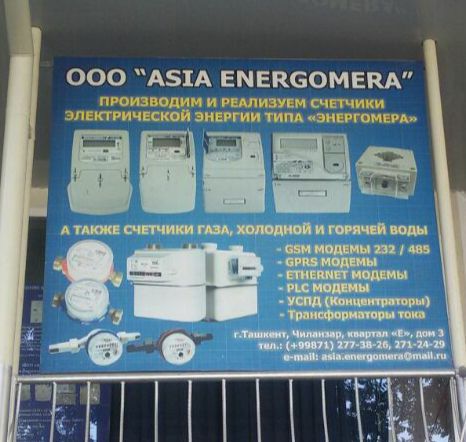 ООО "ASIA ENERGOMERA"
ПРОИЗВОДИМ И РЕАЛИЗУЕМ СЧЕТЧИКИ
ЭЛЕКТРИЧЕСКОЙ ЭНЕРГИИ ТИПА «ЭНЕРГОМЕРА»
А ТАКЖЕ СЧЕТЧИКИ ГАЗА, ХОЛОДНОЙ И ГОРЯЧЕЙ ВОДЫ
- GSM МОДЕМЫ 232 / 485
- GPRS МОДЕМЫ
- ETHERNET МОДЕМЫ
- PLC МОДЕМЫ
- УСПД (Концентраторы)
- Трансформаторы тока
г.Ташкент, Чиланзар, квартал «Е», дом 3
тел.: (+99871) 277-38-26, 271-24-29
e-mail: asia.energomera@mail.ru